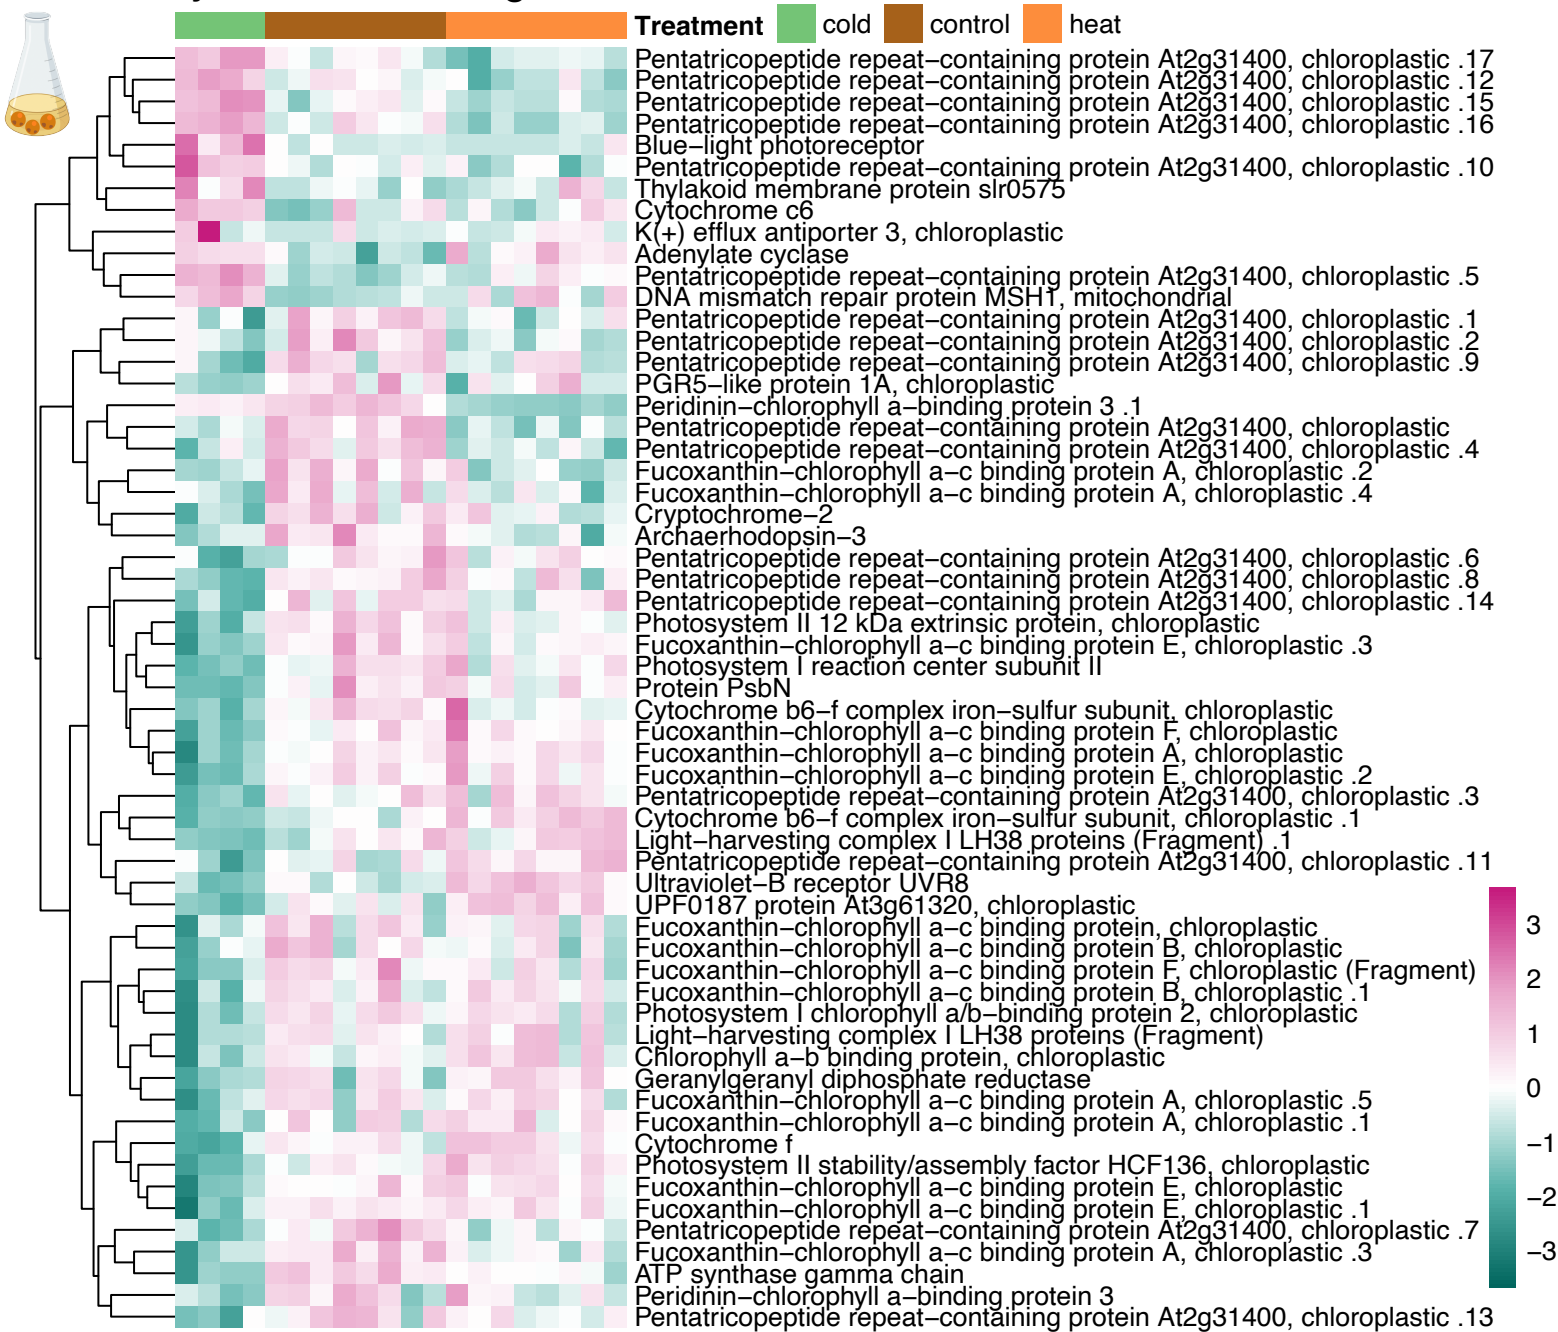 Treatment cold control heat
Pentatricopeptide repeat−containing protein At2g31400, chloroplastic .17
Pentatricopeptide repeat−containing protein At2g31400, chloroplastic .12
Pentatricopeptide repeat−containing protein At2g31400, chloroplastic .15
Pentatricopeptide repeat−containing protein At2g31400, chloroplastic .16
Blue−light photoreceptor
Pentatricopeptide repeat−containing protein At2g31400, chloroplastic .10
Thylakoid membrane protein slr0575
Cytochrome c6
K(+) efflux antiporter 3, chloroplastic
Adenylate cyclase
Pentatricopeptide repeat−containing protein At2g31400, chloroplastic .5
DNA mismatch repair protein MSH1, mitochondrial
Pentatricopeptide repeat−containing protein At2g31400, chloroplastic .1
Pentatricopeptide repeat−containing protein At2g31400, chloroplastic .2
Pentatricopeptide repeat−containing protein At2g31400, chloroplastic .9
PGR5−like protein 1A, chloroplastic
Peridinin−chlorophyll a−binding protein 3 .1
Pentatricopeptide repeat−containing protein At2g31400, chloroplastic
Pentatricopeptide repeat−containing protein At2g31400, chloroplastic .4
Fucoxanthin−chlorophyll a−c binding protein A, chloroplastic .2
Fucoxanthin−chlorophyll a−c binding protein A, chloroplastic .4
Cryptochrome−2
Archaerhodopsin−3
Pentatricopeptide repeat−containing protein At2g31400, chloroplastic .6
Pentatricopeptide repeat−containing protein At2g31400, chloroplastic .8
Pentatricopeptide repeat−containing protein At2g31400, chloroplastic .14
Photosystem II 12 kDa extrinsic protein, chloroplastic
Fucoxanthin−chlorophyll a−c binding protein E, chloroplastic .3
Photosystem I reaction center subunit II
Protein PsbN
Cytochrome b6−f complex iron−sulfur subunit, chloroplastic
Fucoxanthin−chlorophyll a−c binding protein F, chloroplastic
Fucoxanthin−chlorophyll a−c binding protein A, chloroplastic
Fucoxanthin−chlorophyll a−c binding protein E, chloroplastic .2
Pentatricopeptide repeat−containing protein At2g31400, chloroplastic .3
Cytochrome b6−f complex iron−sulfur subunit, chloroplastic .1
Light−harvesting complex I LH38 proteins (Fragment) .1
Pentatricopeptide repeat−containing protein At2g31400, chloroplastic .11
Ultraviolet−B receptor UVR8
UPF0187 protein At3g61320, chloroplastic
Fucoxanthin−chlorophyll a−c binding protein, chloroplastic
Fucoxanthin−chlorophyll a−c binding protein B, chloroplastic
Fucoxanthin−chlorophyll a−c binding protein F, chloroplastic (Fragment)
Fucoxanthin−chlorophyll a−c binding protein B, chloroplastic .1
Photosystem I chlorophyll a/b−binding protein 2, chloroplastic
Light−harvesting complex I LH38 proteins (Fragment)
Chlorophyll a−b binding protein, chloroplastic
Geranylgeranyl diphosphate reductase
Fucoxanthin−chlorophyll a−c binding protein A, chloroplastic .5
Fucoxanthin−chlorophyll a−c binding protein A, chloroplastic .1
Cytochrome f
Photosystem II stability/assembly factor HCF136, chloroplastic
Fucoxanthin−chlorophyll a−c binding protein E, chloroplastic
Fucoxanthin−chlorophyll a−c binding protein E, chloroplastic .1
Pentatricopeptide repeat−containing protein At2g31400, chloroplastic .7
Fucoxanthin−chlorophyll a−c binding protein A, chloroplastic .3
ATP synthase gamma chain
Peridinin−chlorophyll a−binding protein 3
Pentatricopeptide repeat−containing protein At2g31400, chloroplastic .13
3
2
1
0
−1
−2
−3